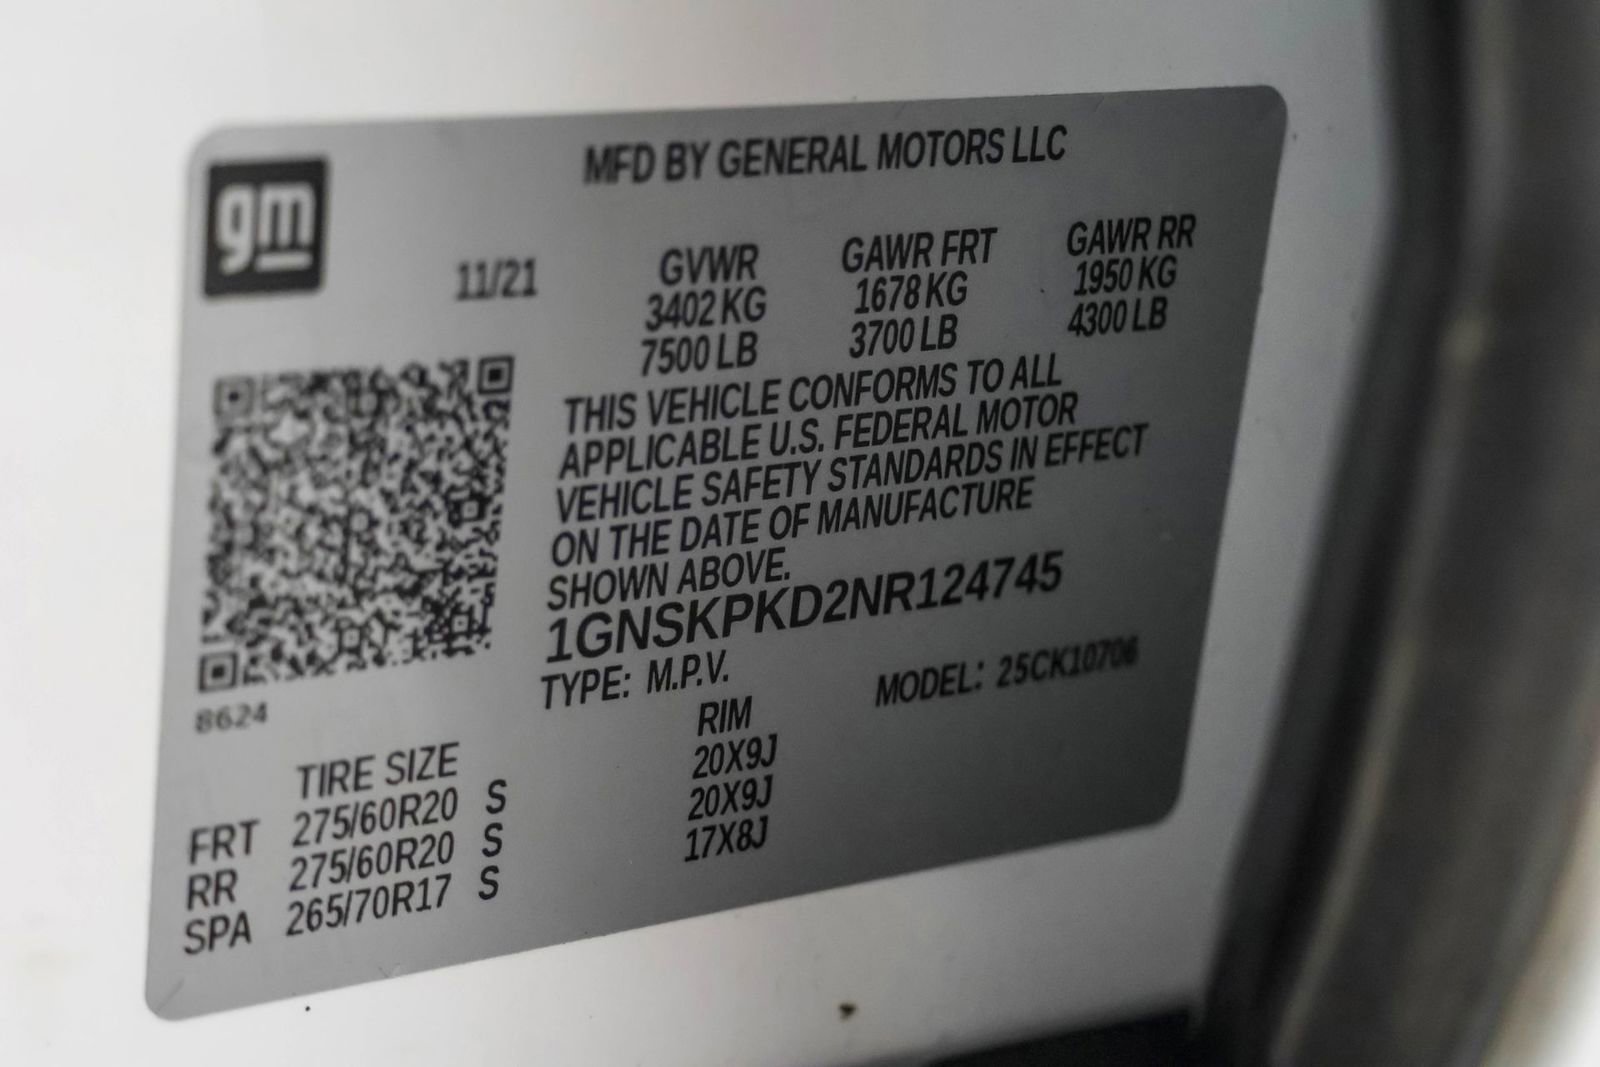 gm
MFD BY GENERAL MOTORS LLC
11/21
GVWR GAWR FRT GAWR RR
3402 KG 1678 KG 1950 KG
7500 LB 3700 LB 4300 LB
THIS VEHICLE CONFORMS TO ALL
APPLICABLE U.S. FEDERAL MOTOR
VEHICLE SAFETY STANDARDS IN EFFECT
ON THE DATE OF MANUFACTURE
SHOWN ABOVE.
1GNSKPKD2NR124745
TYPE: M.P.V. MODEL: 25CK10706
8624
TIRE SIZE RIM
FRT 275/60R20 S 20X9J
RR 275/60R20 S 20X9J
SPA 265/70R17 S 17X8J